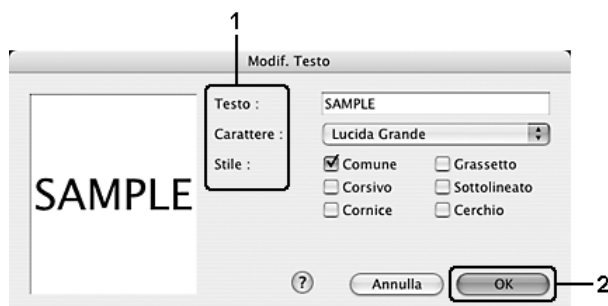 1
Modif. Testo
Testo : SAMPLE
Carattere : Lucida Grande
Stile : Comune Grassetto
Corsivo Sottolineato
Cornice Cerchio
SAMPLE
? Annulla OK 2